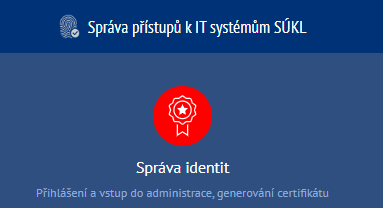 Správa přístupů k IT systémům SÚKL
Správa identit
Přihlášení a vstup do administrace, generování certifikátu